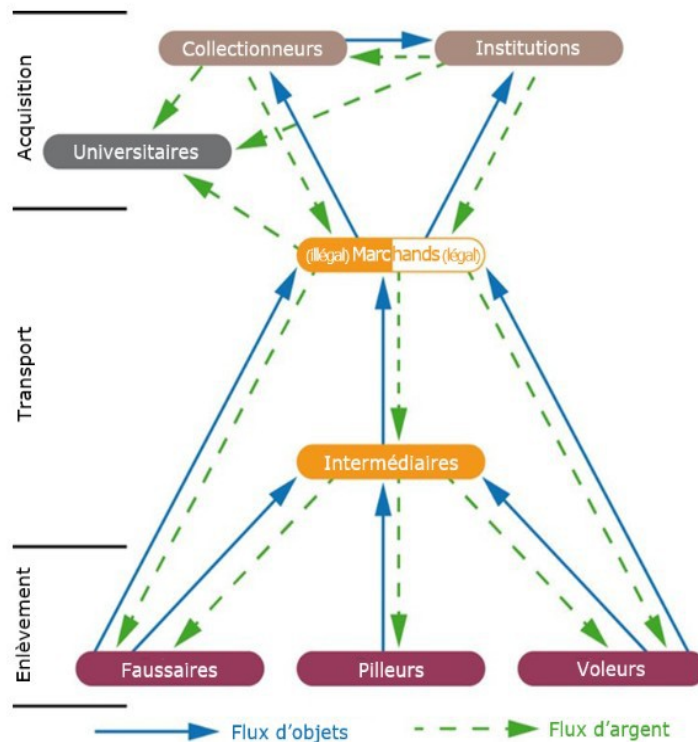 Acquisition
Collectionneurs
Institutions
Universitaires
Transport
(illégal) Marchands (légal)
Intermédiaires
Enlèvement
Faussaires
Pilleurs
Voleurs
Flux d'objets
Flux d'argent